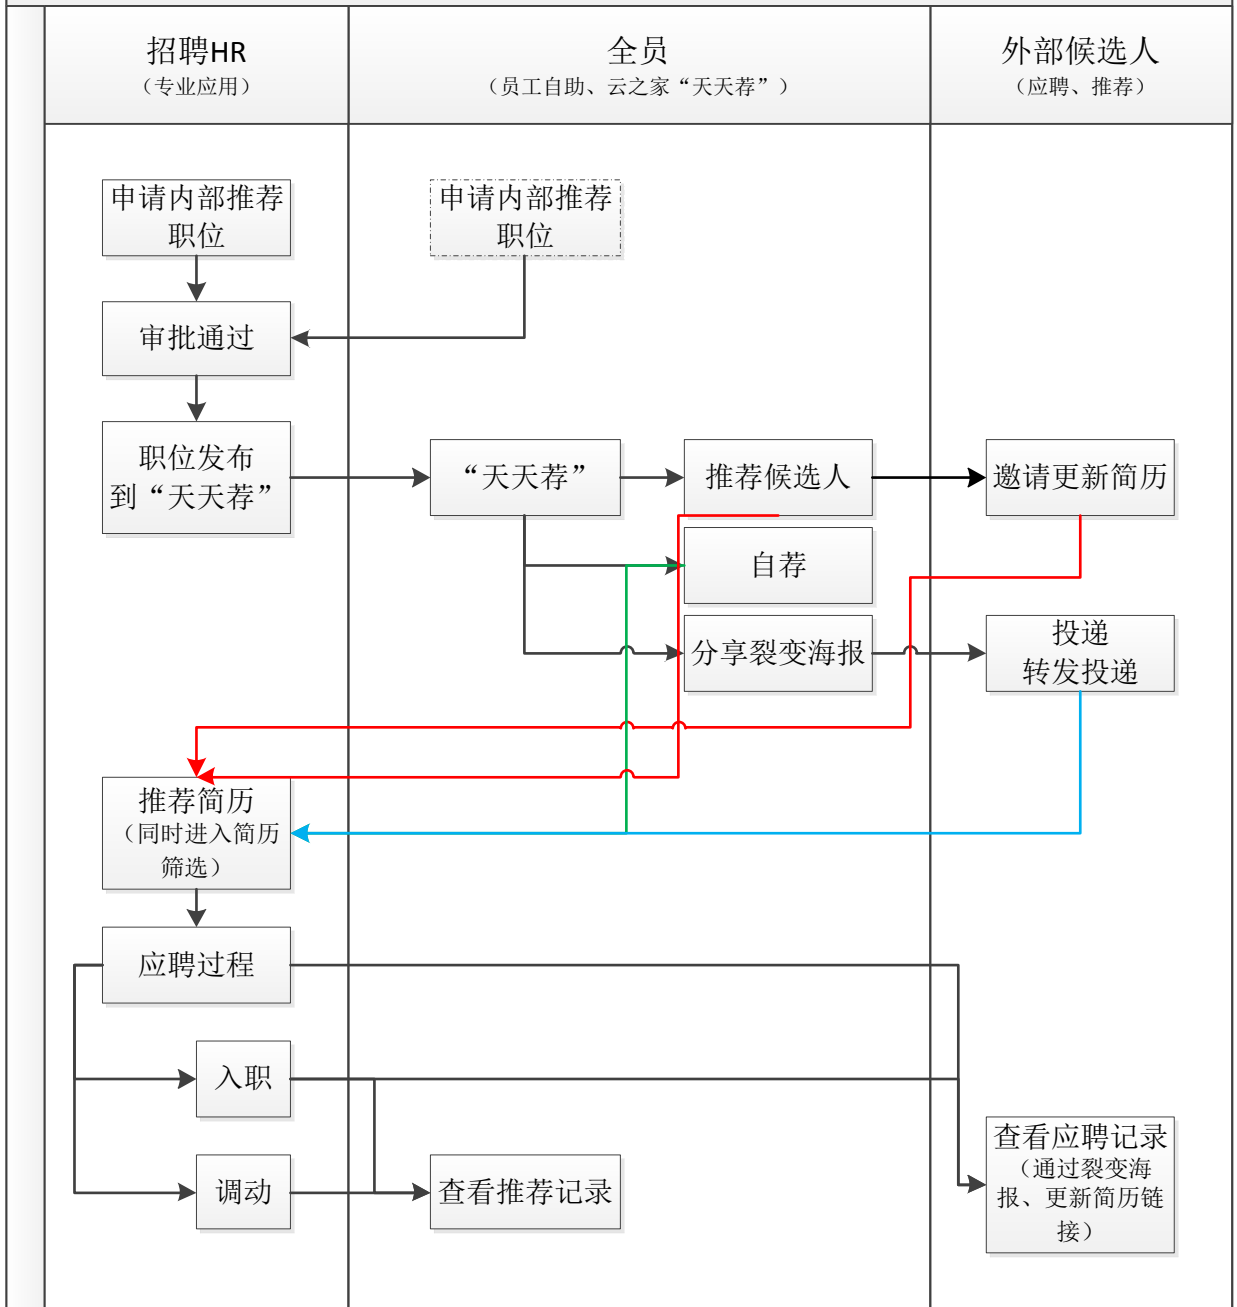 招聘HR
（专业应用）
全员
（员工自助、云之家“天天荐”）
外部候选人
（应聘、推荐）
申请内部推荐
职位
申请内部推荐
职位
审批通过
职位发布
到“天天荐”
“天天荐”
推荐候选人
邀请更新简历
自荐
分享裂变海报
投递
转发投递
推荐简历
（同时进入简历
筛选）
应聘过程
入职
调动
查看推荐记录
查看应聘记录
（通过裂变海
报、更新简历链
接）